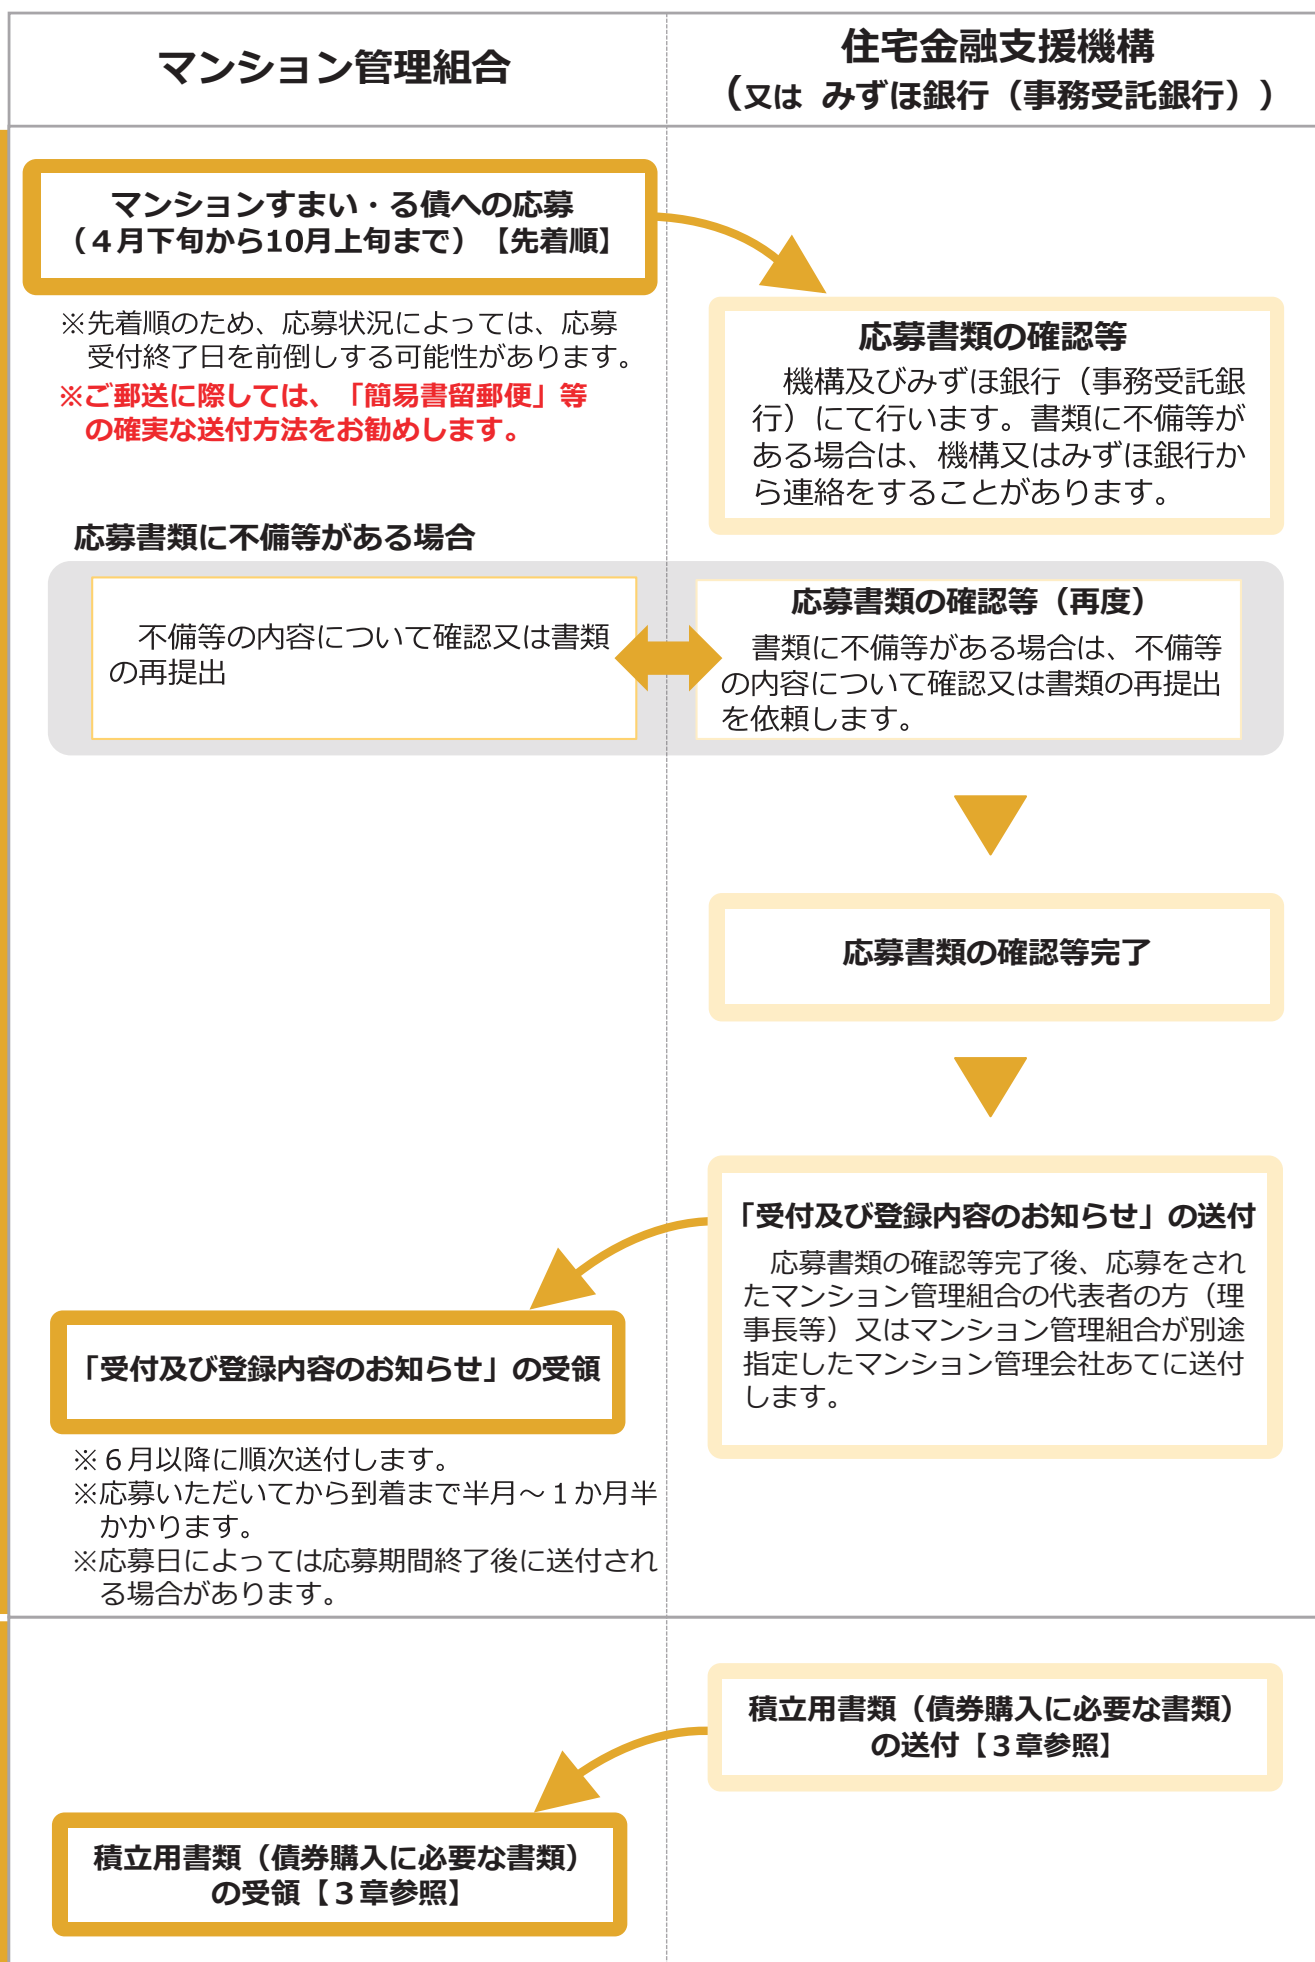 マンション管理組合
住宅金融支援機構
（又は みずほ銀行（事務受託銀行））
マンションすまい・る債への応募
（４月下旬から10月上旬まで）【先着順】
※先着順のため、応募状況によっては、応募
受付終了日を前倒しする可能性があります。
※ご郵送に際しては、「簡易書留郵便」等
の確実な送付方法をお勧めします。
応募書類の確認等
機構及びみずほ銀行（事務受託銀
行）にて行います。書類に不備等が
ある場合は、機構又はみずほ銀行か
ら連絡をすることがあります。
応募書類に不備等がある場合
不備等の内容について確認又は書類
の再提出
応募書類の確認等（再度）
書類に不備等がある場合は、不備等
の内容について確認又は書類の再提出
を依頼します。
応募書類の確認等完了
「受付及び登録内容のお知らせ」の送付
応募書類の確認等完了後、応募をされ
たマンション管理組合の代表者の方（理
事長等）又はマンション管理組合が別途
指定したマンション管理会社あてに送付
します。
「受付及び登録内容のお知らせ」の受領
※６月以降に順次送付します。
※応募いただいてから到着まで半月～１か月半
かかります。
※応募日によっては応募期間終了後に送付され
る場合があります。
積立用書類（債券購入に必要な書類）
の送付【３章参照】
積立用書類（債券購入に必要な書類）
の受領【３章参照】